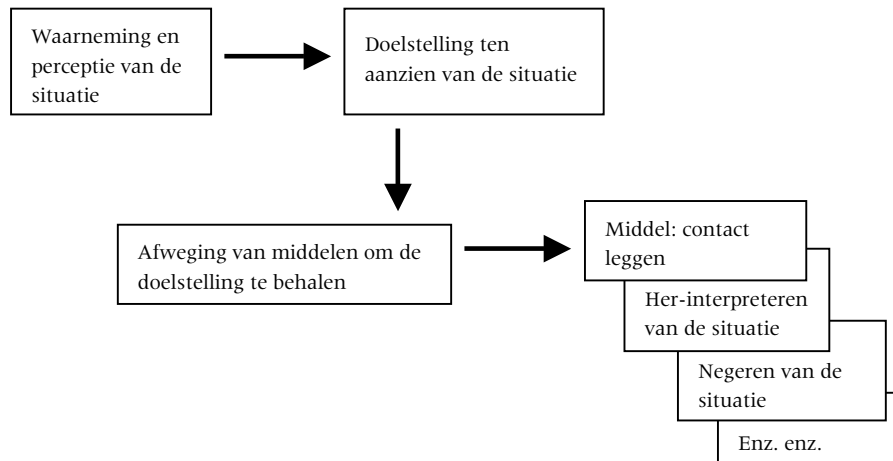 Waarneming en
perceptie van de
situatie
Doelstelling ten
aanzien van de situatie
Afweging van middelen om de
doelstelling te behalen
Middel: contact
leggen
Her-interpreteren
van de situatie
Negeren van de
situatie
Enz. enz.